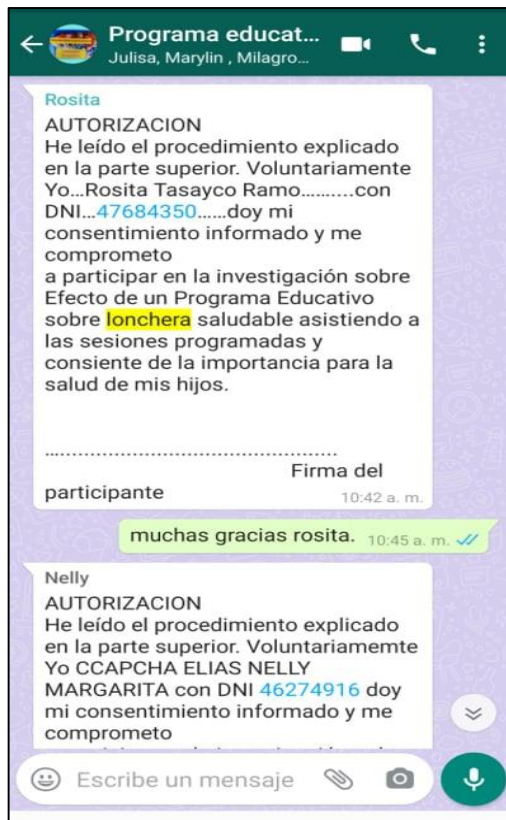 Programa educat...
Julisa, Marylin , Milagro...
Rosita
AUTORIZACION
He leído el procedimiento explicado
en la parte superior. Voluntariamente
Yo...Rosita Tasayco Ramo.........con
DNI...47684350......doy mi
consentimiento informado y me
comprometo
a participar en la investigación sobre
Efecto de un Programa Educativo
sobre lonchera saludable asistiendo a
las sesiones programadas y
consiente de la importancia para la
salud de mis hijos.
................................................
Firma del
participante
10:42 a. m.
muchas gracias rosita. 10:45 a. m.
Nelly
AUTORIZACION
He leído el procedimiento explicado
en la parte superior. Voluntariamemte
Yo CCAPCHA ELIAS NELLY
MARGARITA con DNI 46274916 doy
mi consentimiento informado y me
comprometo
Escribe un mensaje